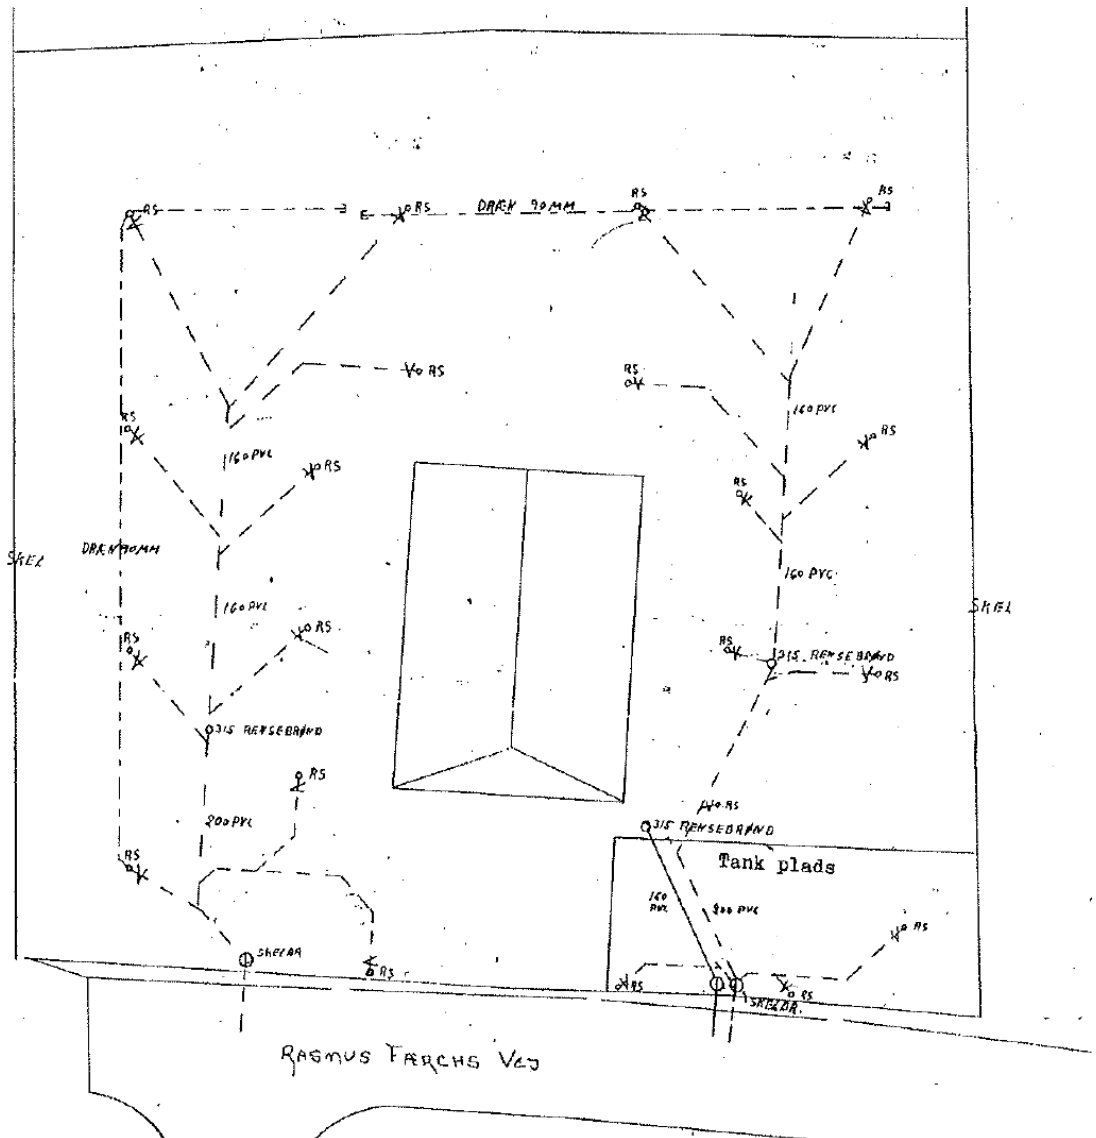 RS
RS
RS
RS
DRÆN 90MM
RS
RS
RS
160 PVC
RS
RS
RS
160 PVC
RS
SKEL
DRÆN 90MM
160 PVC
160 PVC
SKEL
RS
RS
RS
315 RENSEBRØND
RS
315 RENSEBRØND
RS
RS
200 PVC
315 RENSEBRØND
RS
Tank plads
160
PVC
200 PVC
RS
SKELBR
RS
RS
RS
SKELBR.
RASMUS FÆRCHS VEJ